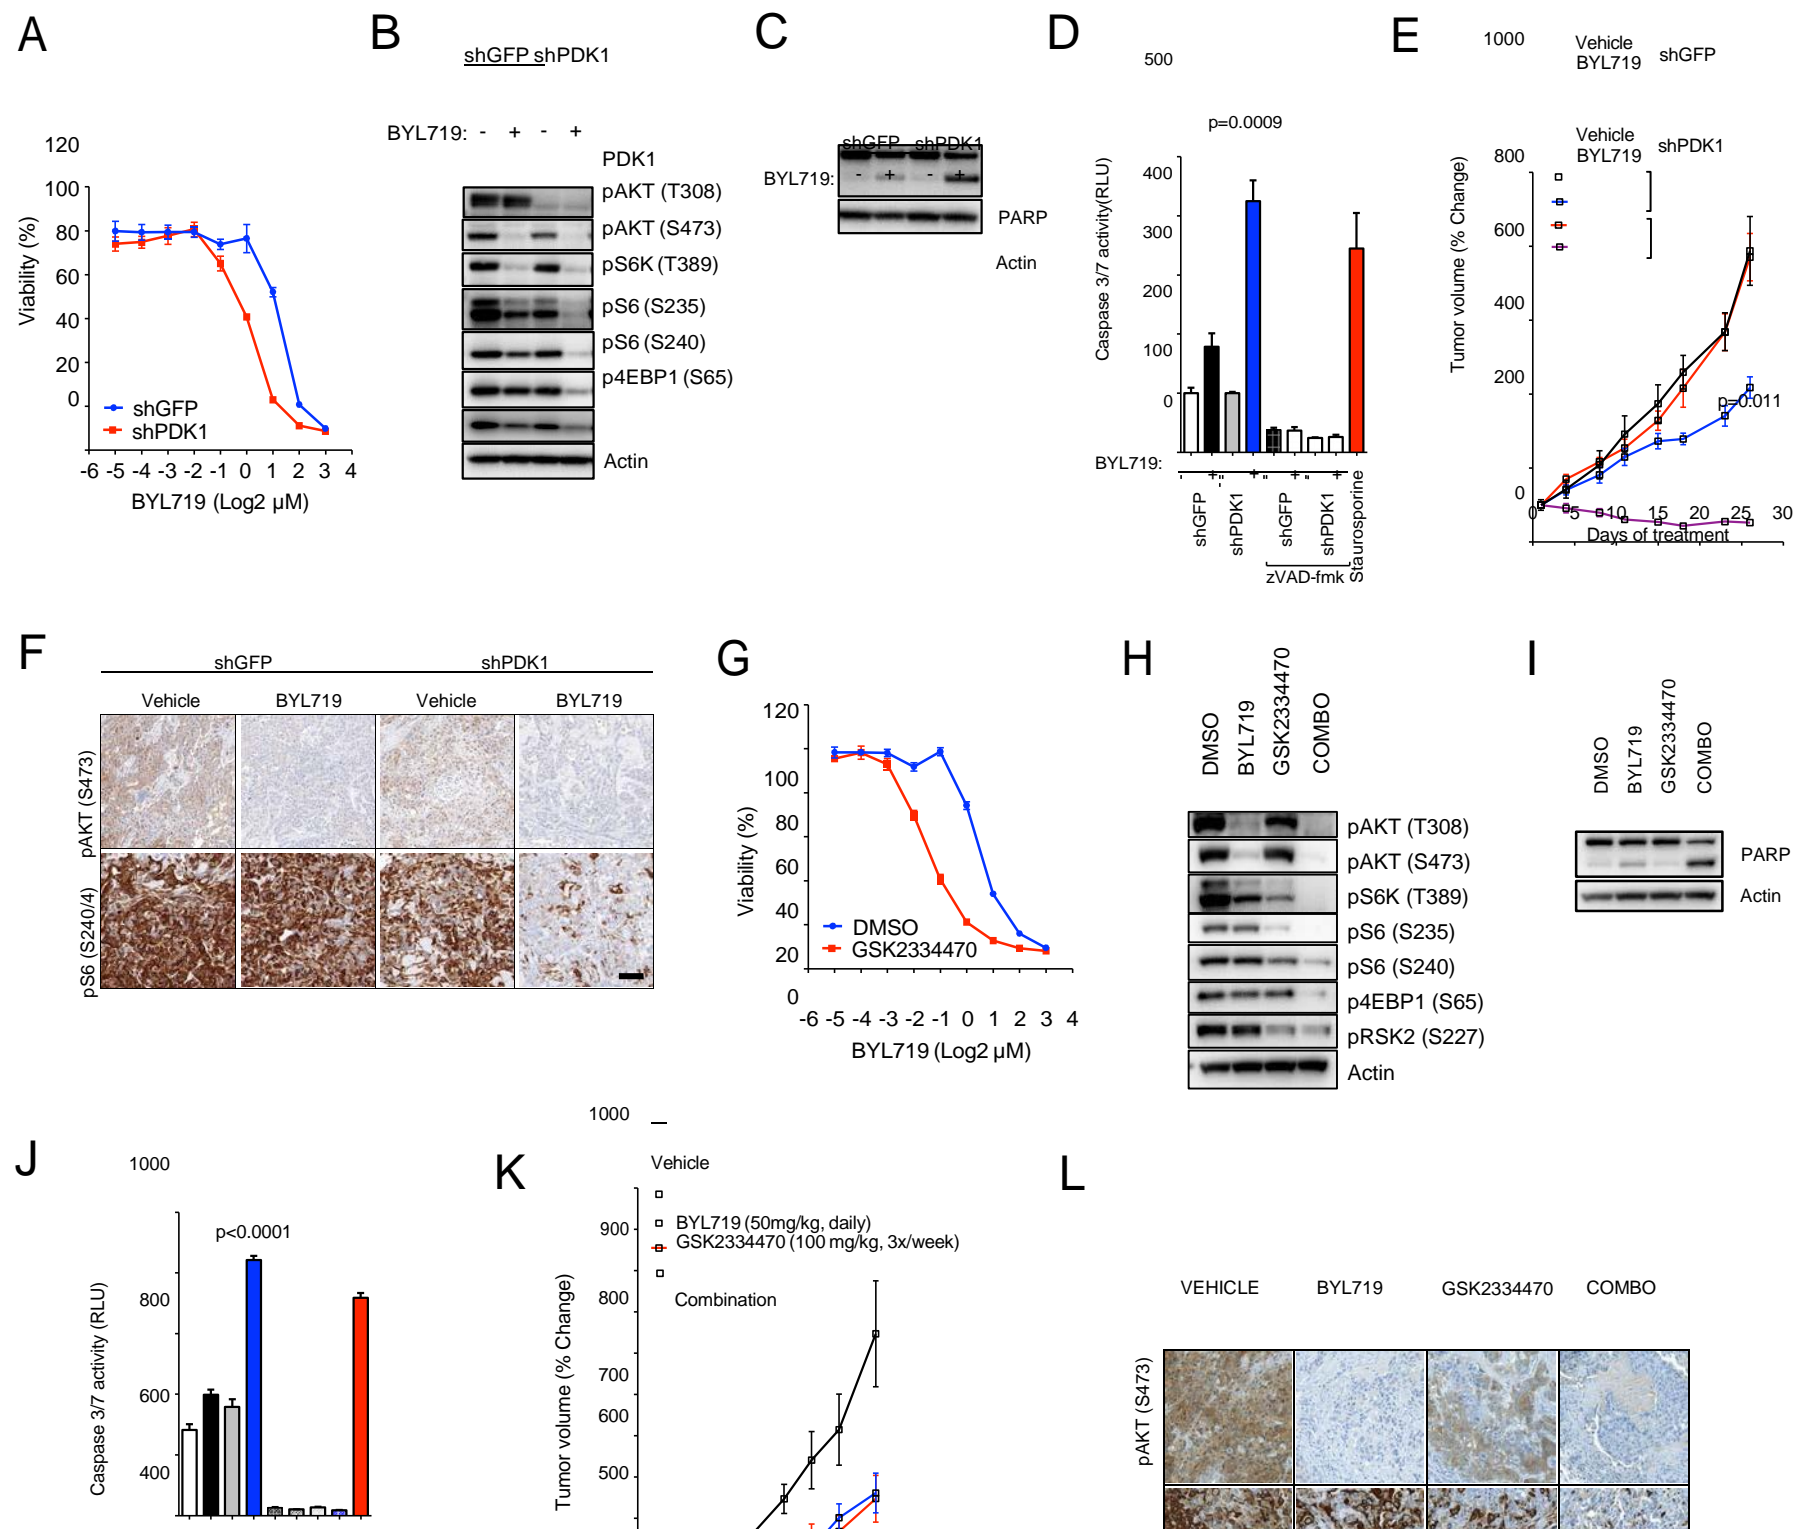 A
120
100
80
60
40
20
0
Viability (%)
shGFP
shPDK1
-6 -5 -4 -3 -2 -1 0 1 2 3 4
BYL719 (Log2 µM)
B
shGFP shPDK1
BYL719: - + - +
PDK1
pAKT (T308)
pAKT (S473)
pS6K (T389)
pS6 (S235)
pS6 (S240)
p4EBP1 (S65)
Actin
C
shGFP shPDK1
BYL719: - + - +
PARP
Actin
D
500
p=0.0009
400
300
200
100
0
Caspase 3/7 activity(RLU)
BYL719: - + - + - + - +
shGFP
shPDK1
shGFP
shPDK1
Staurosporine
zVAD-fmk
E
1000
Vehicle
BYL719
shGFP
Vehicle
BYL719
shPDK1
800
600
400
200
0
Tumor volume (% Change)
p=0.011
0 5 10 15 20 25 30
Days of treatment
F
shGFP shPDK1
Vehicle BYL719 Vehicle BYL719
pAKT (S473)
pS6 (S240/4)
G
120
100
80
60
40
20
0
Viability (%)
DMSO
GSK2334470
-6 -5 -4 -3 -2 -1 0 1 2 3 4
BYL719 (Log2 µM)
H
DMSO
BYL719
GSK2334470
COMBO
pAKT (T308)
pAKT (S473)
pS6K (T389)
pS6 (S235)
pS6 (S240)
p4EBP1 (S65)
pRSK2 (S227)
Actin
I
DMSO
BYL719
GSK2334470
COMBO
PARP
Actin
J
1000
p<0.0001
800
600
400
Caspase 3/7 activity (RLU)
K
1000
Vehicle
BYL719 (50mg/kg, daily)
GSK2334470 (100 mg/kg, 3x/week)
Combination
900
800
700
600
500
Tumor volume (% Change)
L
VEHICLE BYL719 GSK2334470 COMBO
pAKT (S473)